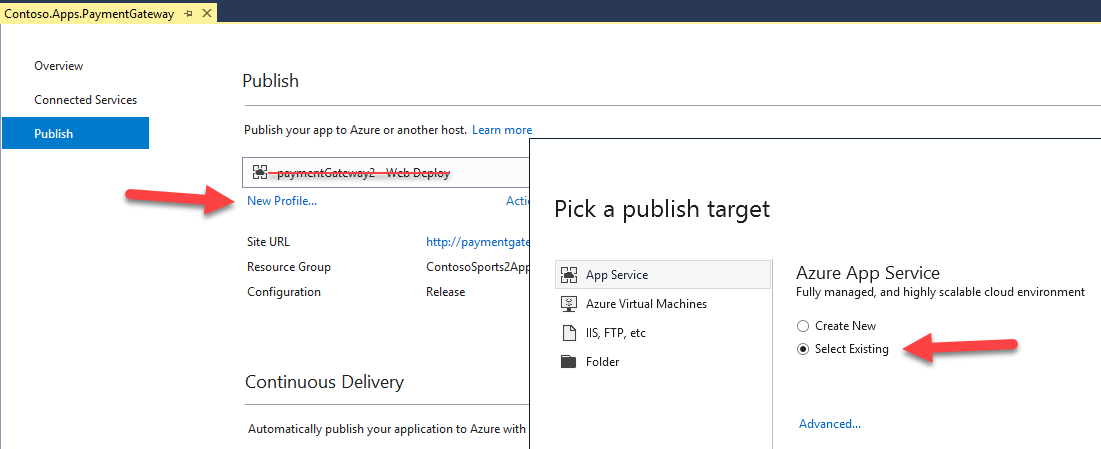 Contoso.Apps.PaymentGateway
Overview
Connected Services
Publish
Publish
Publish your app to Azure or another host. Learn more
paymentGateway2 - Web Deploy
New Profile...
Actio
Site URL
http://paymentgate
Resource Group
ContosoSports2App
Configuration
Release
Continuous Delivery
Automatically publish your application to Azure with
Pick a publish target
App Service
Azure Virtual Machines
IIS, FTP, etc
Folder
Azure App Service
Fully managed, and highly scalable cloud environment
Create New
Select Existing
Advanced...